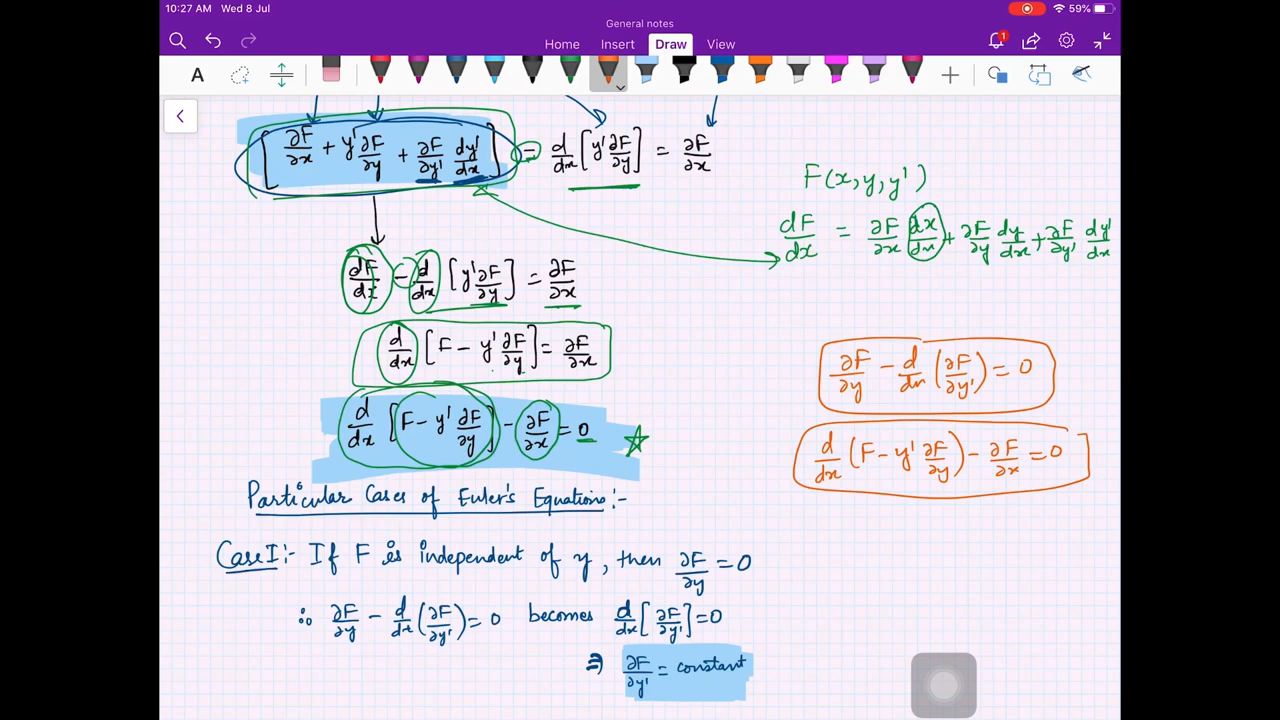 10:27 AM Wed 8 Jul
59%
General notes
Home Insert Draw View
1
A
[∂F/∂x + y' ∂F/∂y + ∂F/∂y' dy'/dx] = d/dx [y' ∂F/∂y] = ∂F/∂x
F(x, y, y')
dF/dx = ∂F/∂x dx/dx + ∂F/∂y dy/dx + ∂F/∂y' dy'/dx
dF/dx - d/dx [y' ∂F/∂y] = ∂F/∂x
d/dx [F - y' ∂F/∂y] = ∂F/∂x
d/dx [F - y' ∂F/∂y] - ∂F/∂x = 0
∂F/∂y - d/dx (∂F/∂y') = 0
d/dx (F - y' ∂F/∂y) - ∂F/∂x = 0
Particular Cases of Euler's Equations :-
Case I :- If F is independent of y, then ∂F/∂y = 0
∴ ∂F/∂y - d/dx (∂F/∂y') = 0 becomes d/dx [∂F/∂y'] = 0
⇒ ∂F/∂y' = constant